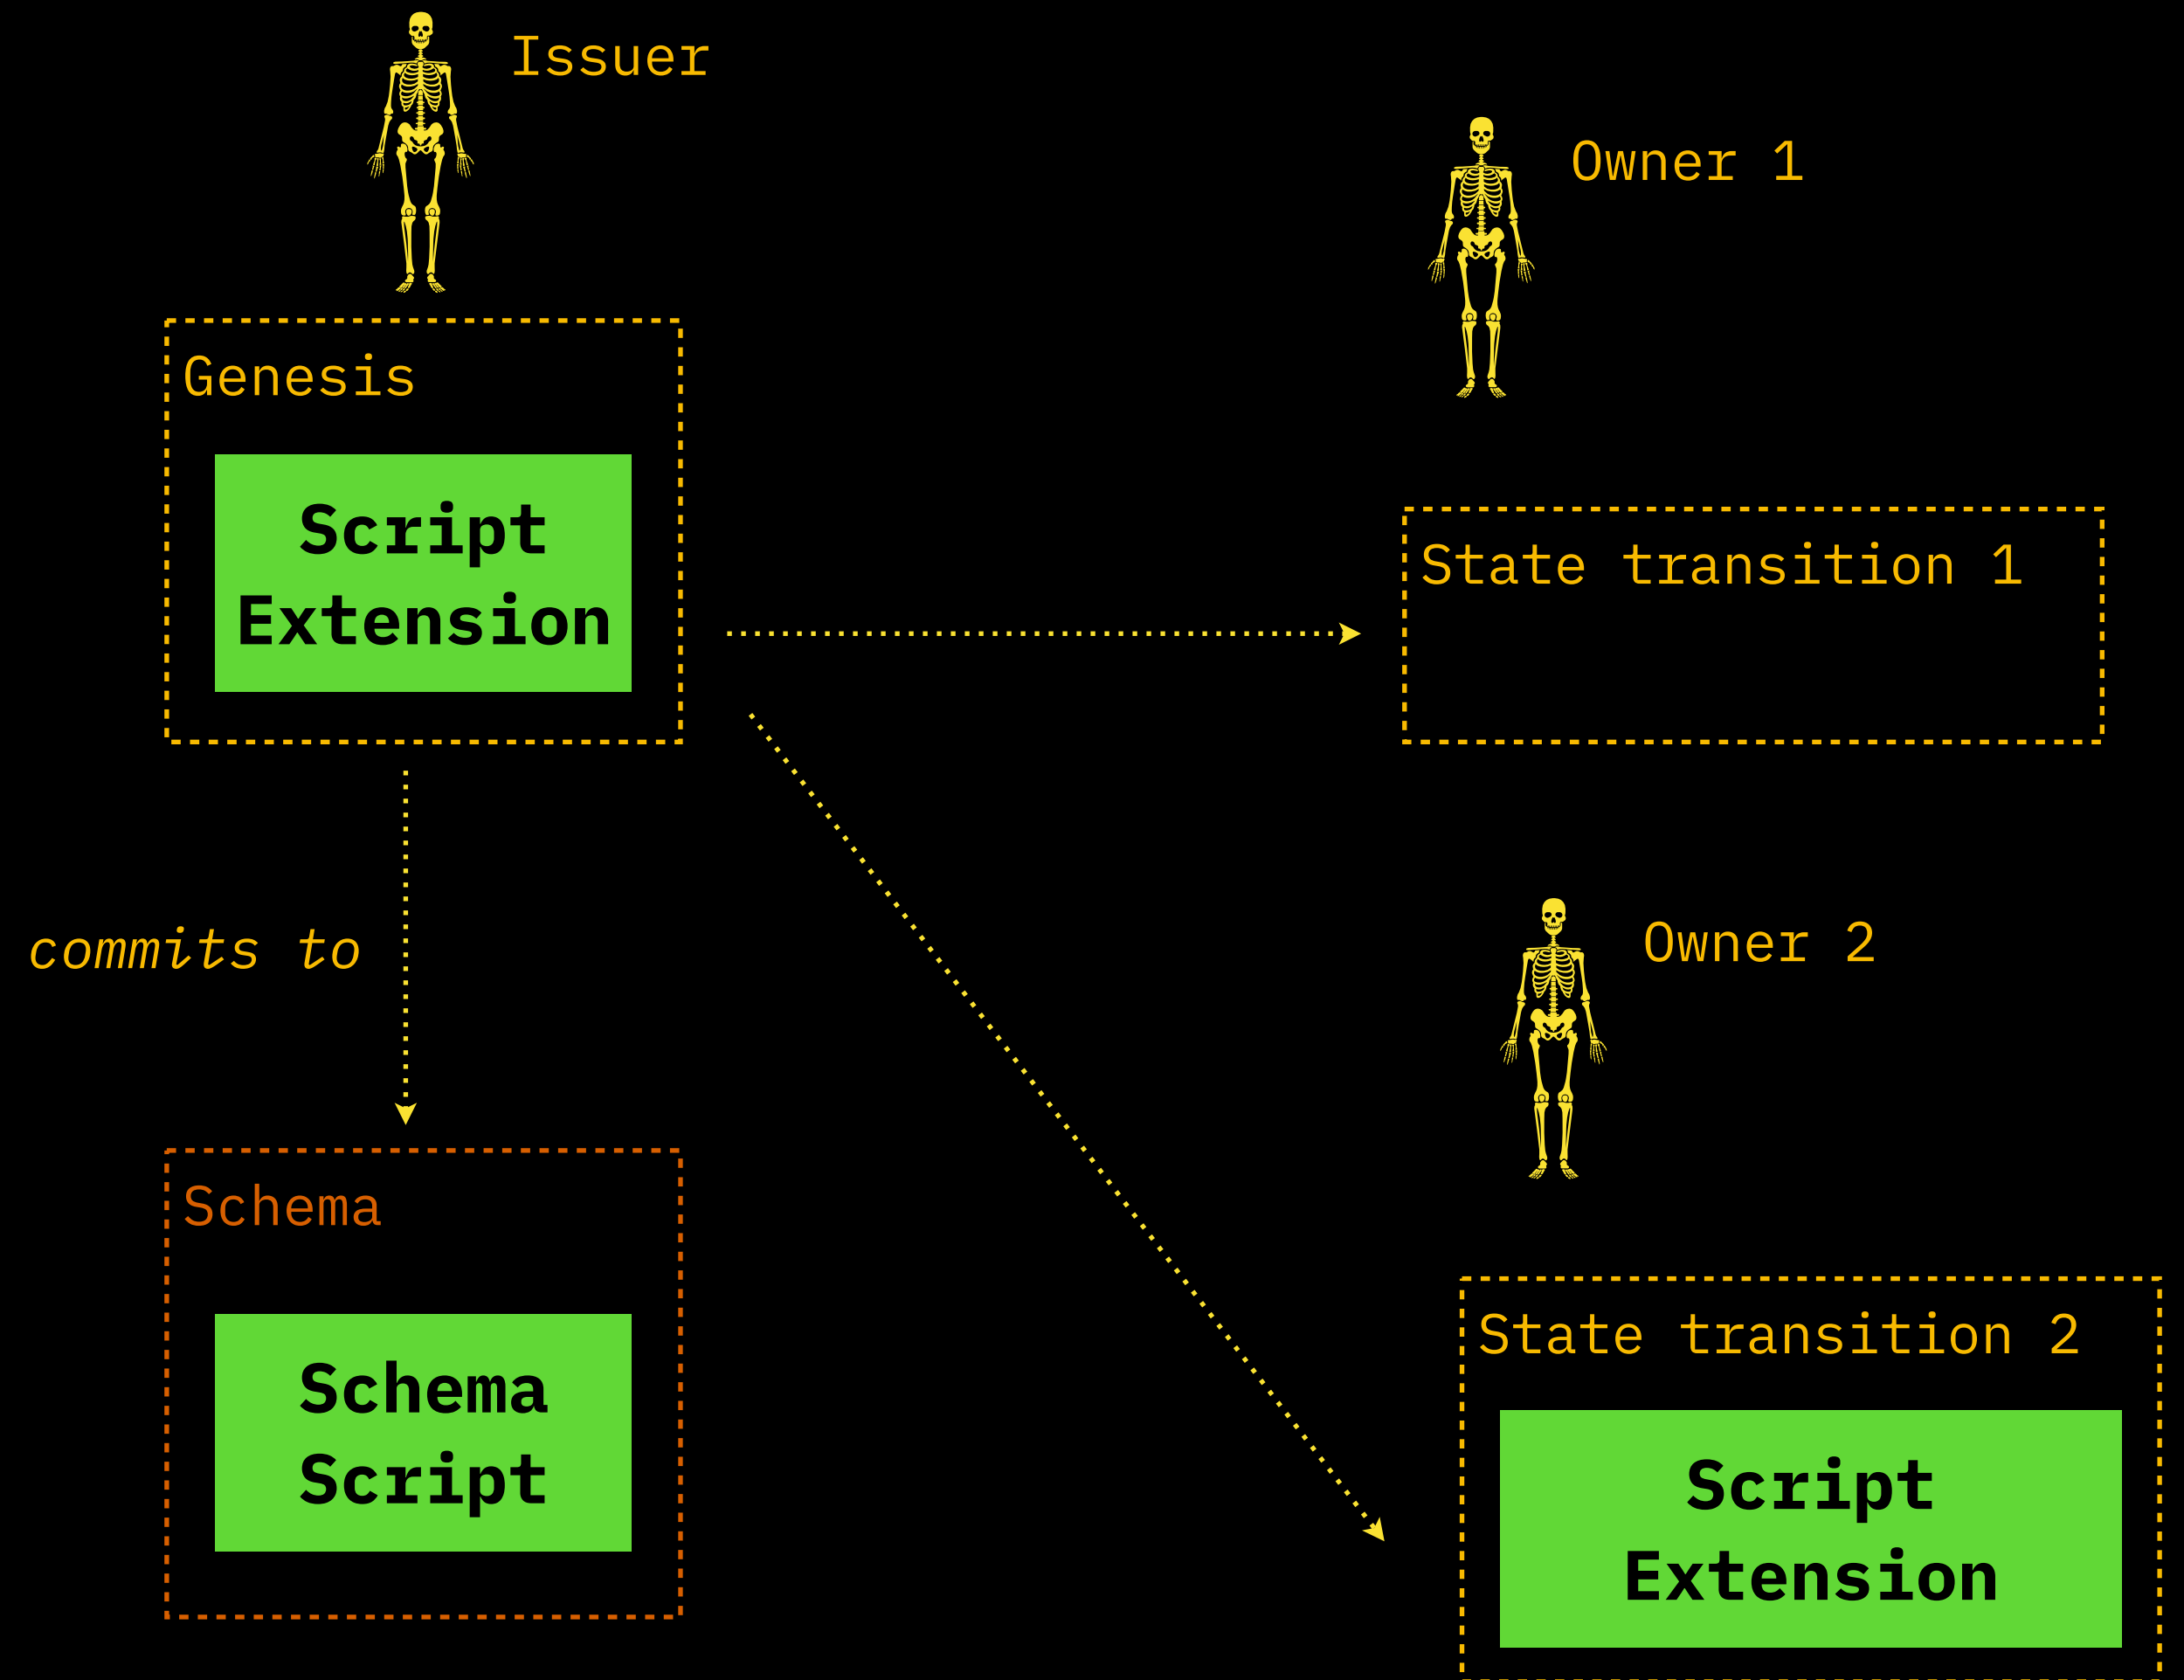 Issuer
Owner 1
Genesis
Script
Extension
State transition 1
commits to
Owner 2
Schema
Schema
Script
State transition 2
Script
Extension